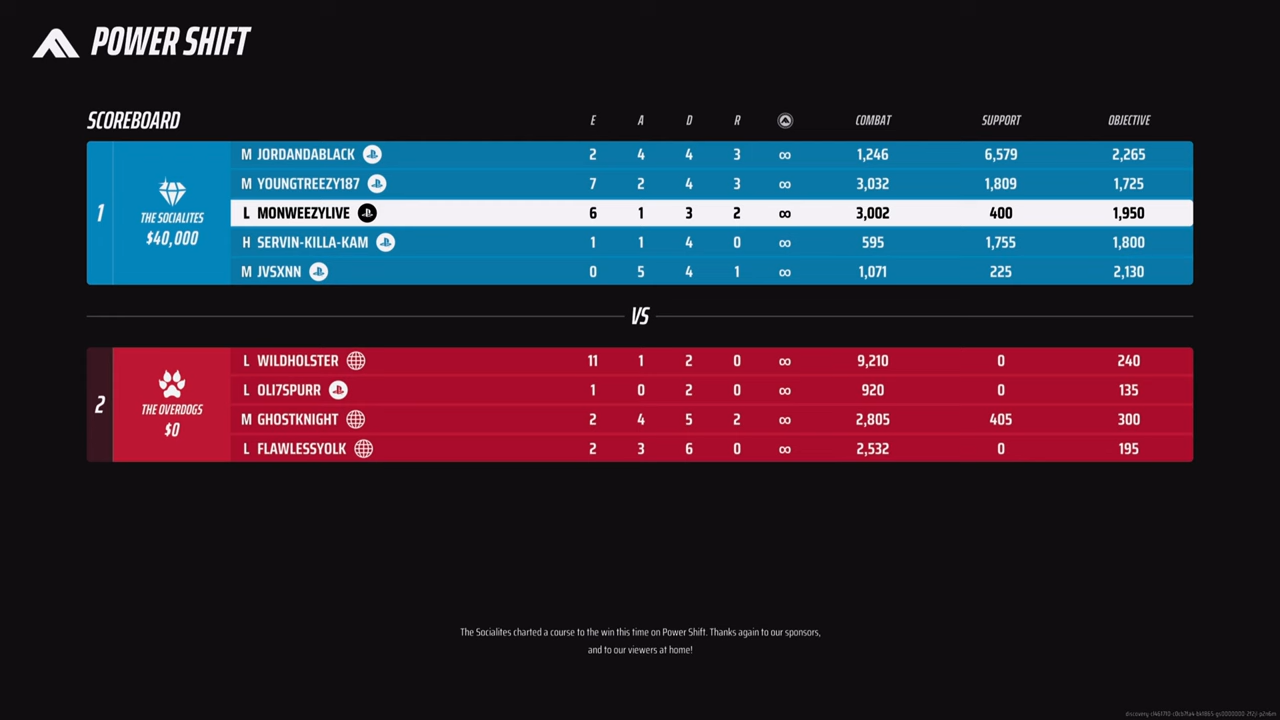 POWER SHIFT
SCOREBOARD E A D R COMBAT SUPPORT OBJECTIVE
1
THE SOCIALITES
$40,000
M JORDANDABLACK 2 4 4 3 ∞ 1,246 6,579 2,265
M YOUNGTREEZY187 7 2 4 3 ∞ 3,032 1,809 1,725
L MONWEEZYLIVE 6 1 3 2 ∞ 3,002 400 1,950
H SERVIN-KILLA-KAM 1 1 4 0 ∞ 595 1,755 1,800
M JVSXNN 0 5 4 1 ∞ 1,071 225 2,130
VS
2
THE OVERDOGS
$0
L WILDHOLSTER 11 1 2 0 ∞ 9,210 0 240
L OLI7SPURR 1 0 2 0 ∞ 920 0 135
M GHOSTKNIGHT 2 4 5 2 ∞ 2,805 405 300
L FLAWLESSYOLK 2 3 6 0 ∞ 2,532 0 195
The Socialites charted a course to the win this time on Power Shift. Thanks again to our sponsors,
and to our viewers at home!